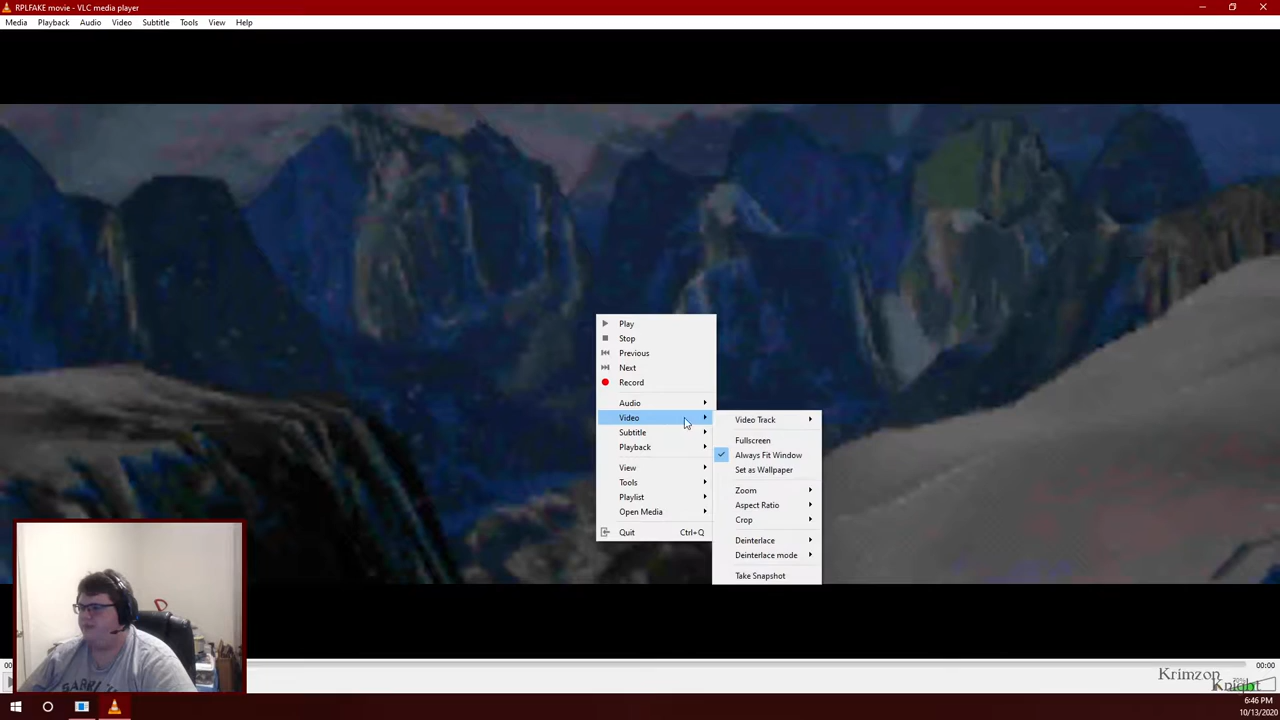 RPLFAKE movie - VLC media player
Media Playback Audio Video Subtitle Tools View Help
Play
Stop
Previous
Next
Record
Audio
Video
Subtitle
Playback
View
Tools
Playlist
Open Media
Quit Ctrl+Q
Video Track
Fullscreen
Always Fit Window
Set as Wallpaper
Zoom
Aspect Ratio
Crop
Deinterlace
Deinterlace mode
Take Snapshot
00:00
Krimzon
Knight
6:46 PM
10/13/2020